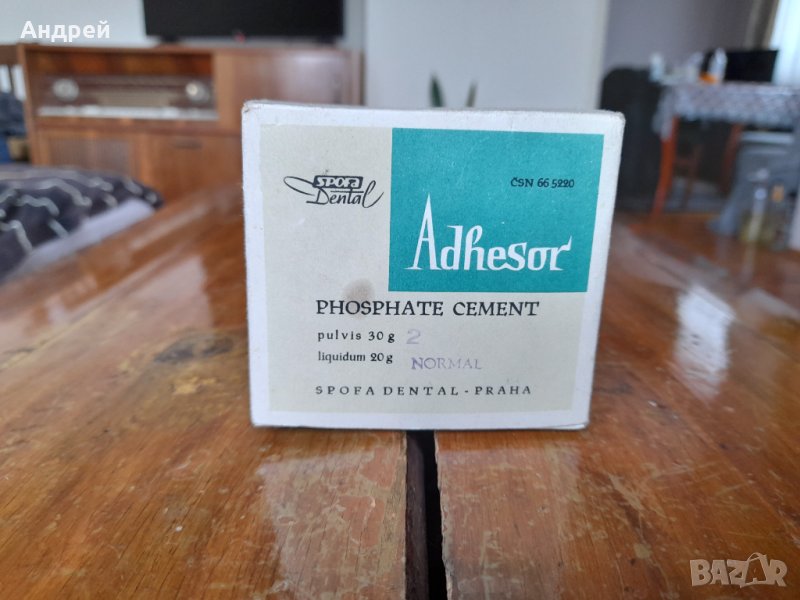 Андрей
SPOFA
Dental
ČSN 66 5220
Adhesor
PHOSPHATE CEMENT
pulvis 30 g 2
liquidum 20 g NORMAL
SPOFA DENTAL - PRAHA
BAZAR